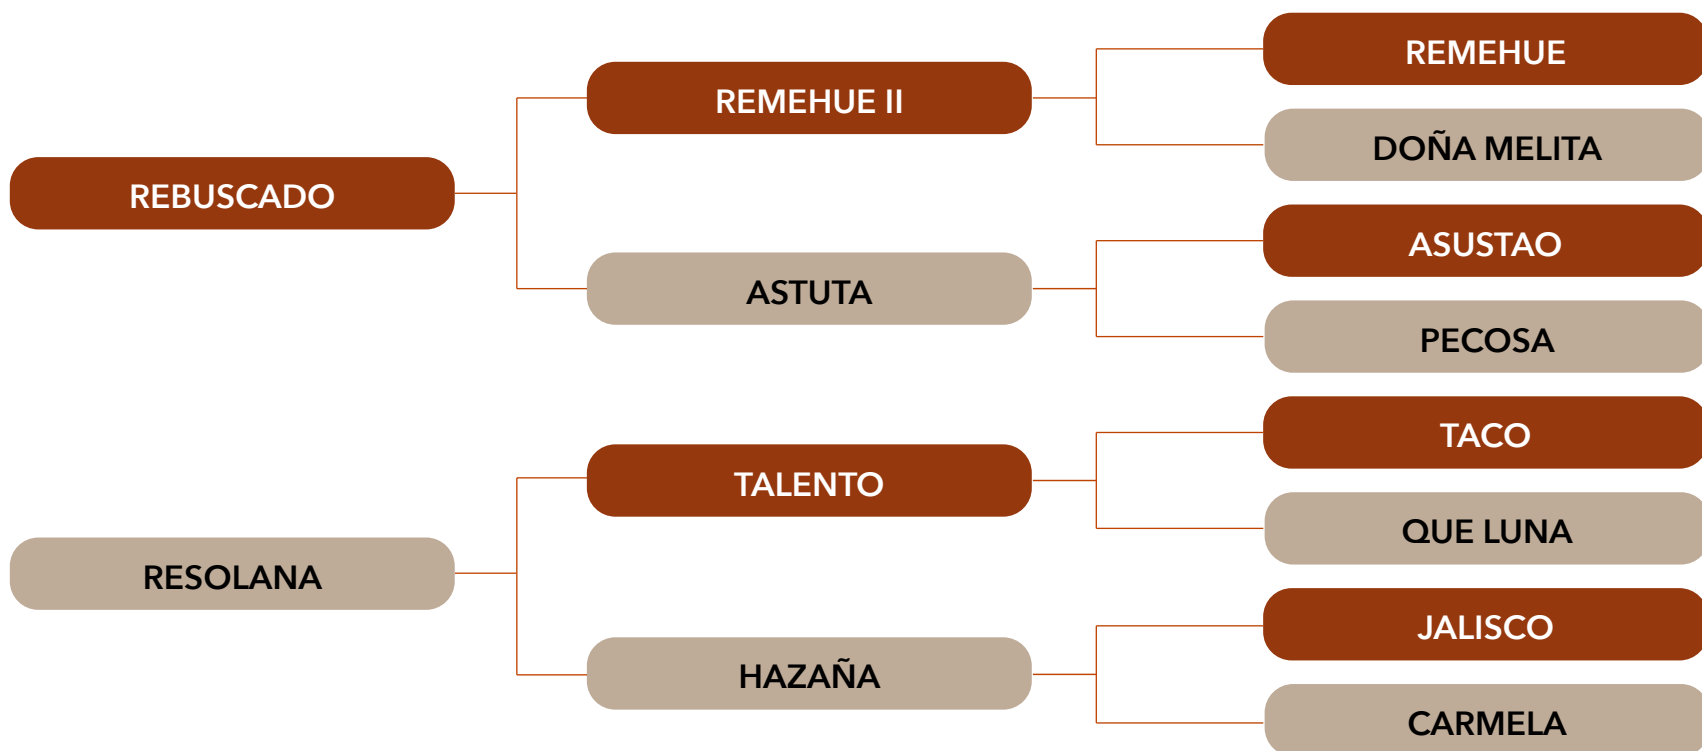 REMEHUE
REMEHUE II
DOÑA MELITA
REBUSCADO
ASUSTAO
ASTUTA
PECOSA
TACO
TALENTO
QUE LUNA
RESOLANA
JALISCO
HAZAÑA
CARMELA